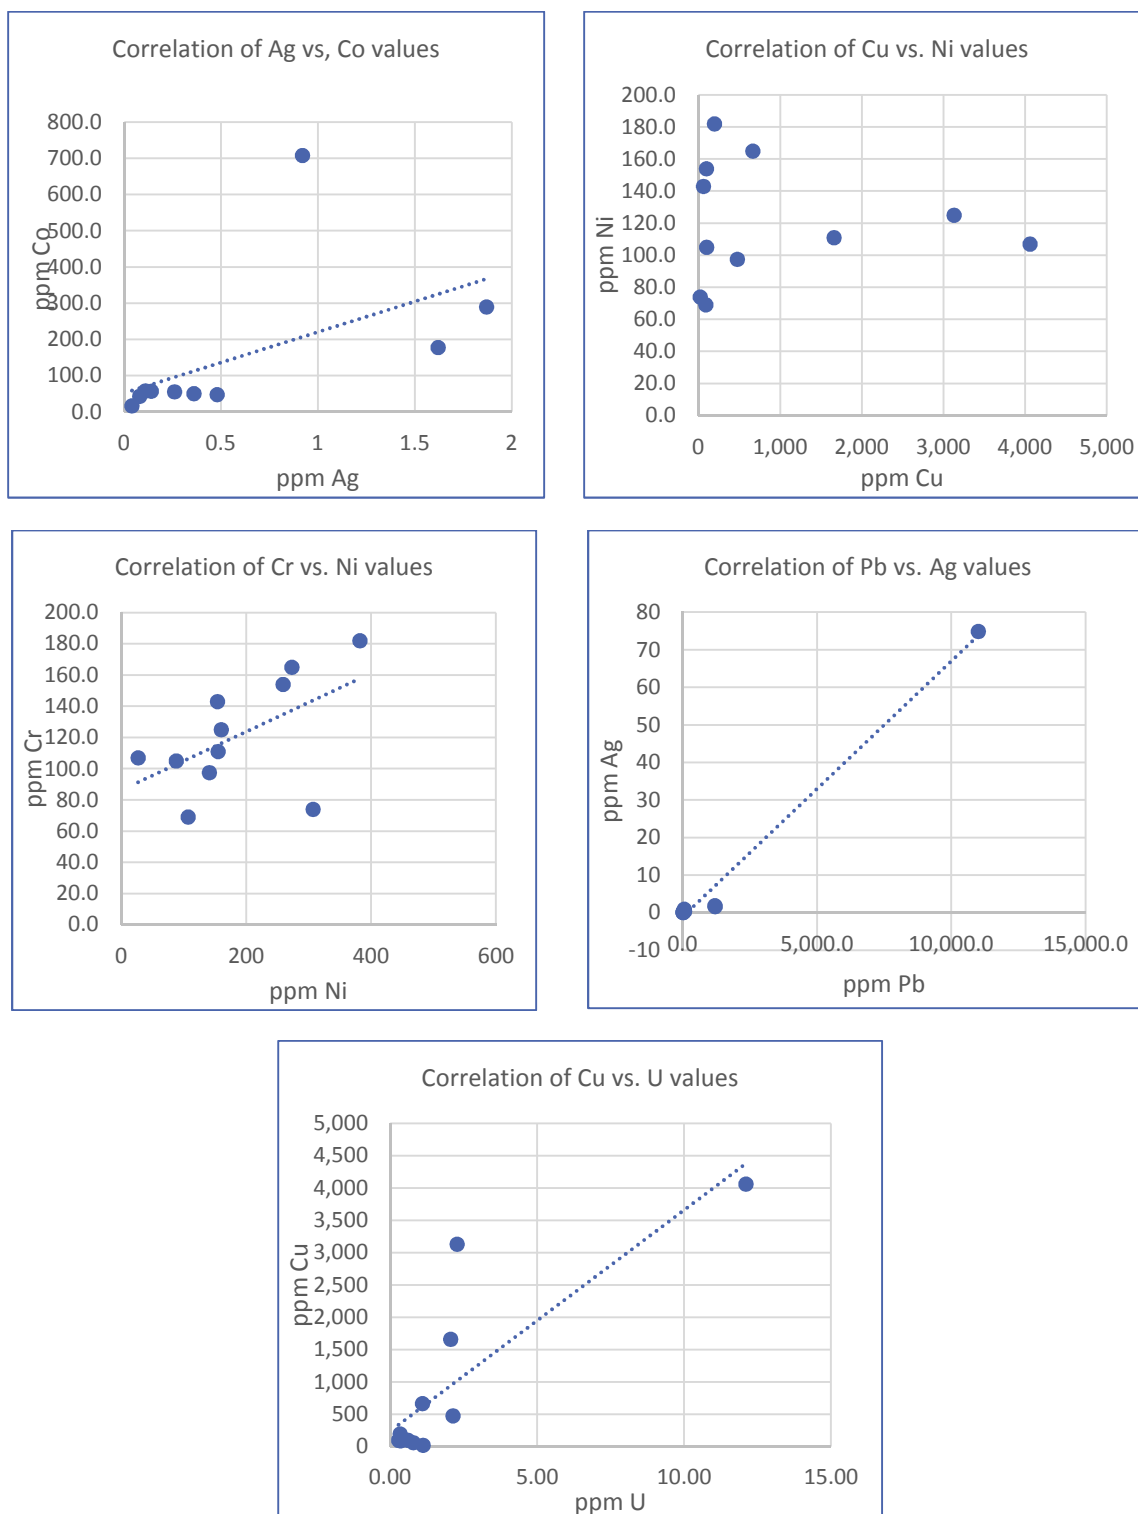 Correlation of Ag vs, Co values
800.0
700.0
600.0
500.0
400.0
300.0
200.0
100.0
0.0
ppm Co
0 0.5 1 1.5 2
ppm Ag
Correlation of Cu vs. Ni values
200.0
180.0
160.0
140.0
120.0
100.0
80.0
60.0
40.0
20.0
0.0
ppm Ni
0 1,000 2,000 3,000 4,000 5,000
ppm Cu
Correlation of Cr vs. Ni values
200.0
180.0
160.0
140.0
120.0
100.0
80.0
60.0
40.0
20.0
0.0
ppm Cr
0 200 400 600
ppm Ni
Correlation of Pb vs. Ag values
80
70
60
50
40
30
20
10
0
-10
ppm Ag
0.0 5,000.0 10,000.0 15,000.0
ppm Pb
Correlation of Cu vs. U values
5,000
4,500
4,000
3,500
3,000
2,500
2,000
1,500
1,000
500
0
ppm Cu
0.00 5.00 10.00 15.00
ppm U